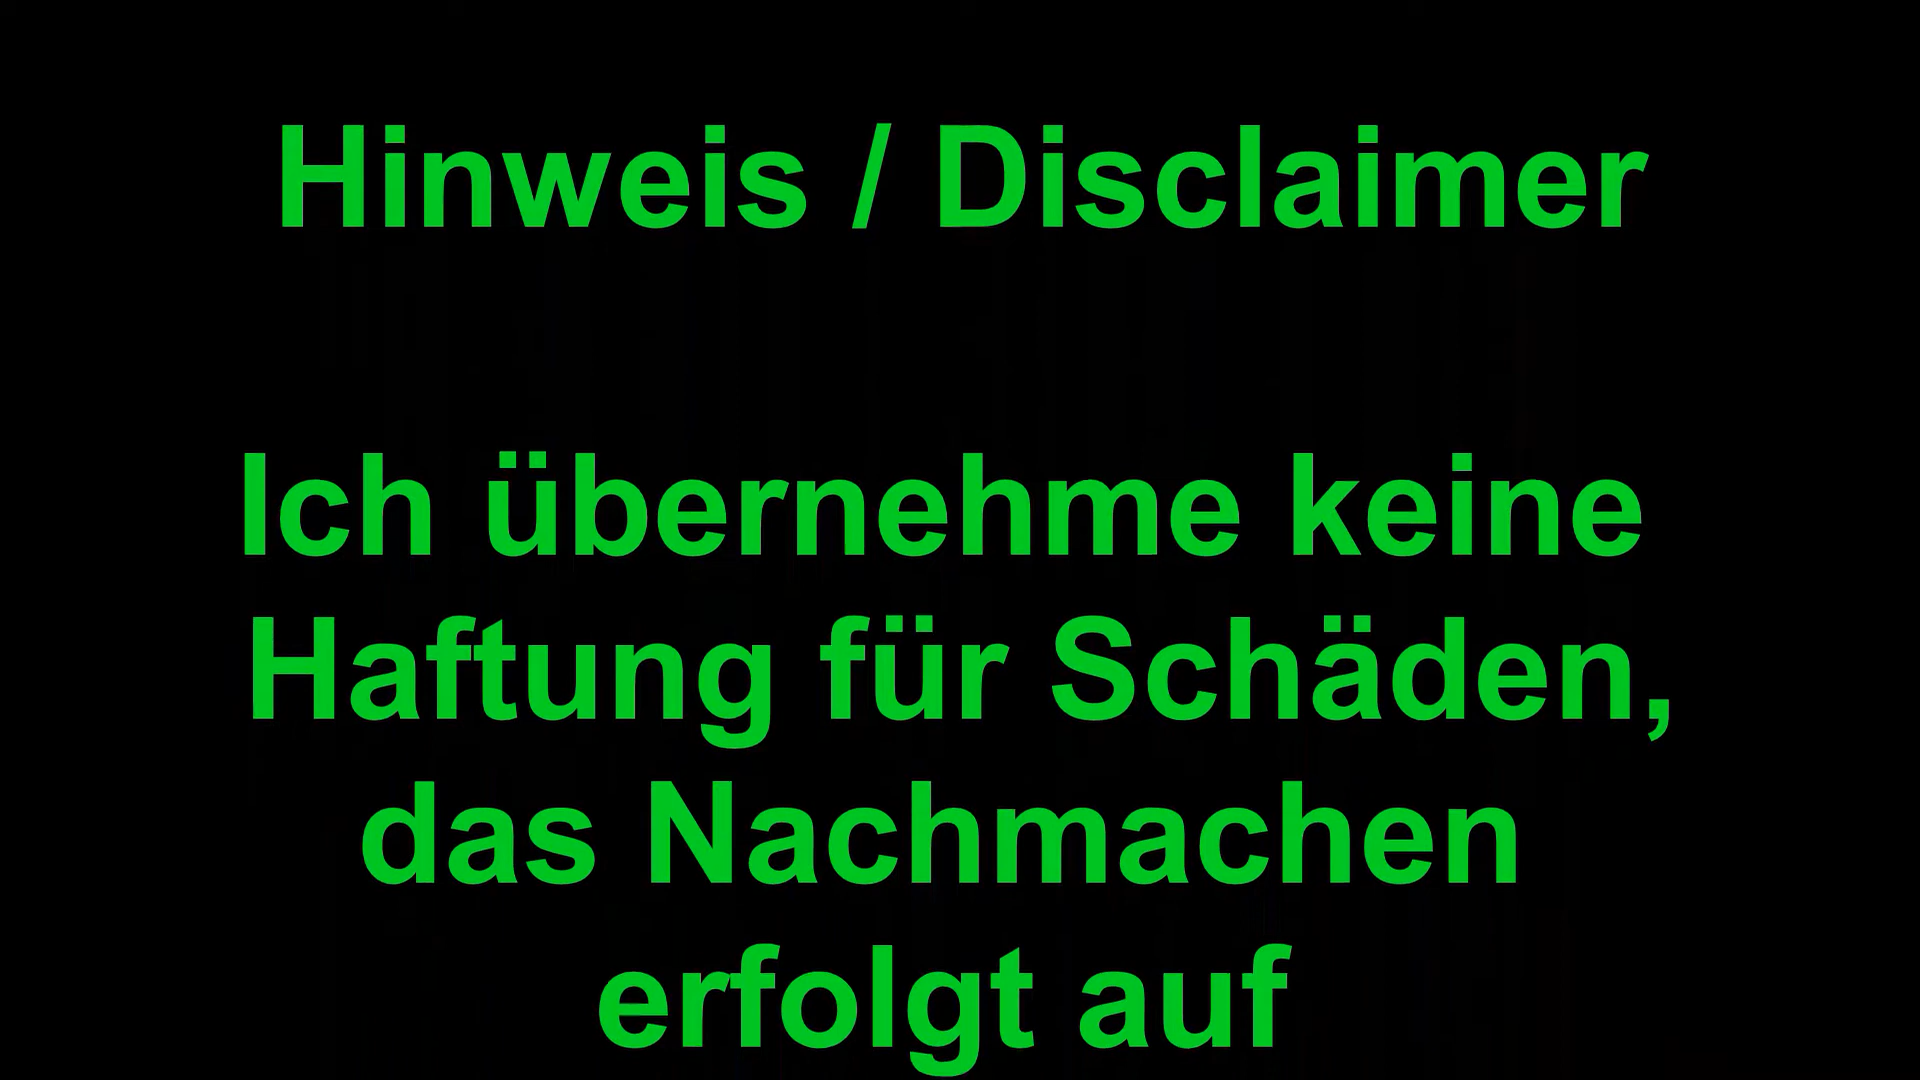 Hinweis / Disclaimer
Ich übernehme keine
Haftung für Schäden,
das Nachmachen
erfolgt auf